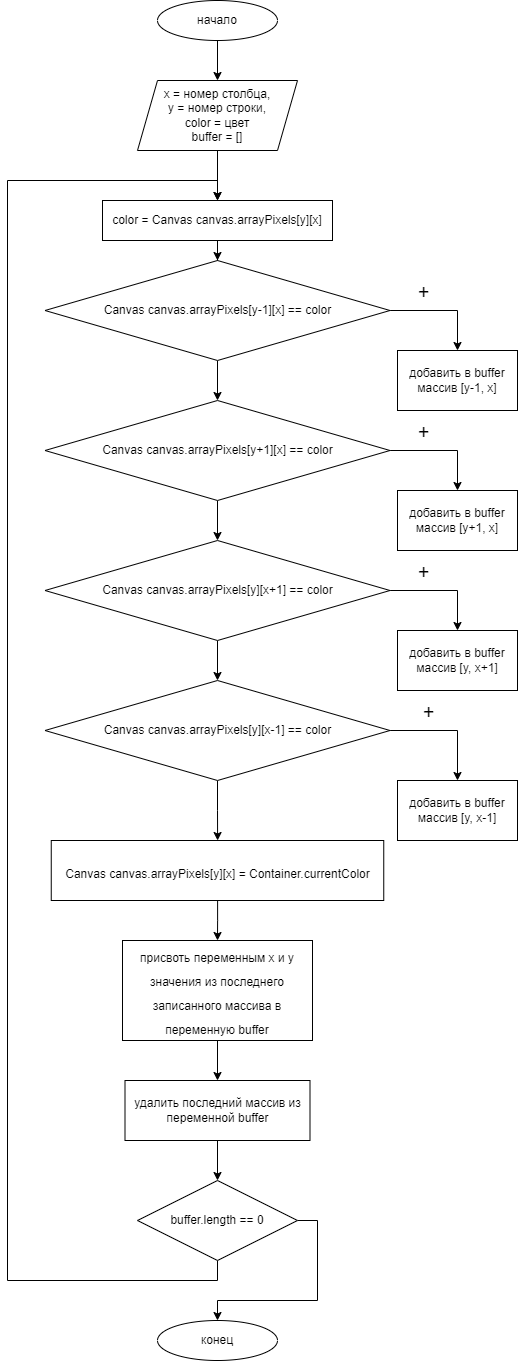 начало
x = номер столбца,
y = номер строки,
color = цвет
buffer = []
color = Canvas canvas.arrayPixels[y][x]
Canvas canvas.arrayPixels[y-1][x] == color
+
добавить в buffer
массив [y-1, x]
Canvas canvas.arrayPixels[y+1][x] == color
+
добавить в buffer
массив [y+1, x]
Canvas canvas.arrayPixels[y][x+1] == color
+
добавить в buffer
массив [y, x+1]
Canvas canvas.arrayPixels[y][x-1] == color
+
добавить в buffer
массив [y, x-1]
Canvas canvas.arrayPixels[y][x] = Container.currentColor
присвоть переменным x и y
значения из последнего
записанного массива в
переменную buffer
удалить последний массив из
переменной buffer
buffer.length == 0
конец